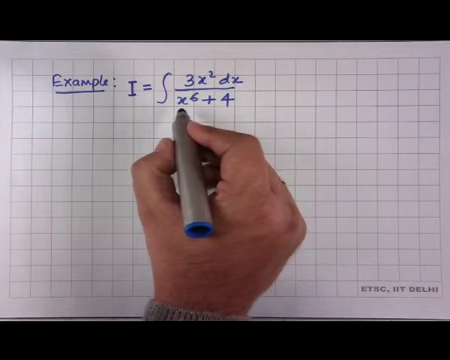 Example: I = ∫ 3x² dx / x⁶ + 4
ETSC, IIT DELHI